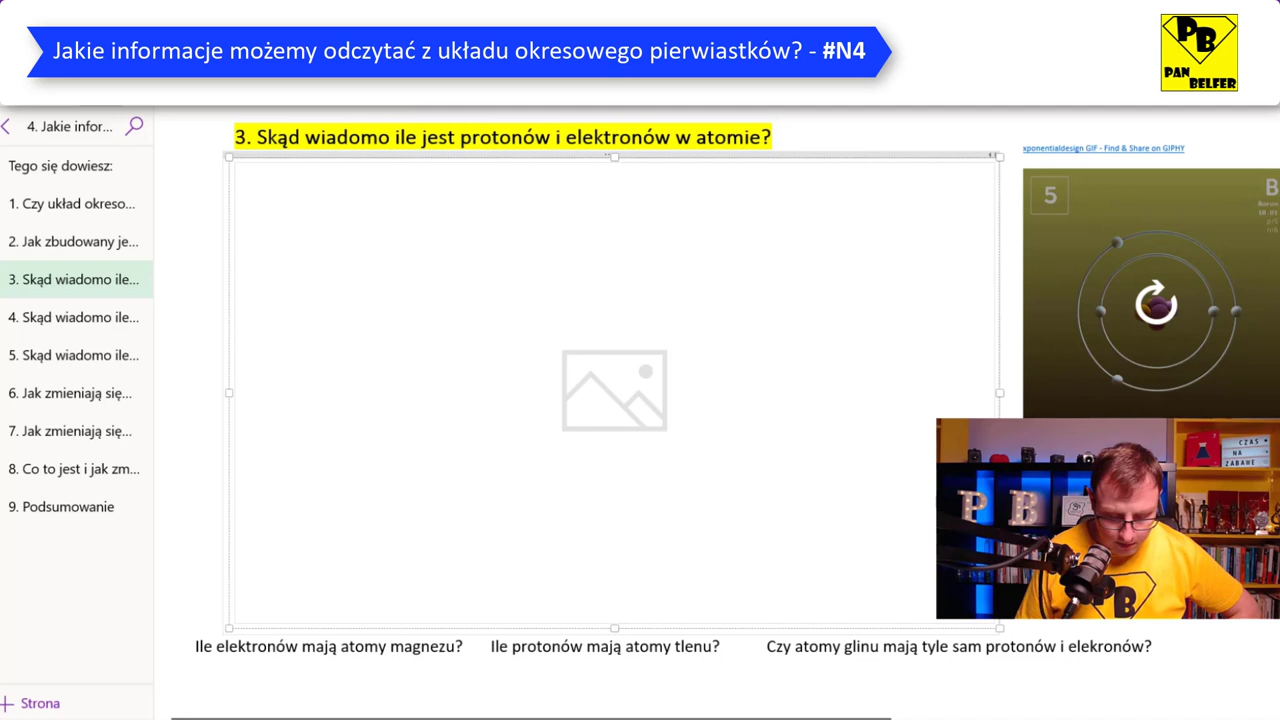 Jakie informacje możemy odczytać z układu okresowego pierwiastków? - #N4
PB
PAN
BELFER
4. Jakie infor...
Tego się dowiesz:
1. Czy układ okreso...
2. Jak zbudowany je...
3. Skąd wiadomo ile...
4. Skąd wiadomo ile...
5. Skąd wiadomo ile...
6. Jak zmieniają się...
7. Jak zmieniają się...
8. Co to jest i jak zm...
9. Podsumowanie
Strona
3. Skąd wiadomo ile jest protonów i elektronów w atomie?
xponentialdesign GIF - Find & Share on GIPHY
5
B
CZAS
NA
ZABAWE
P B
PB
Ile elektronów mają atomy magnezu?
Ile protonów mają atomy tlenu?
Czy atomy glinu mają tyle sam protonów i elekronów?